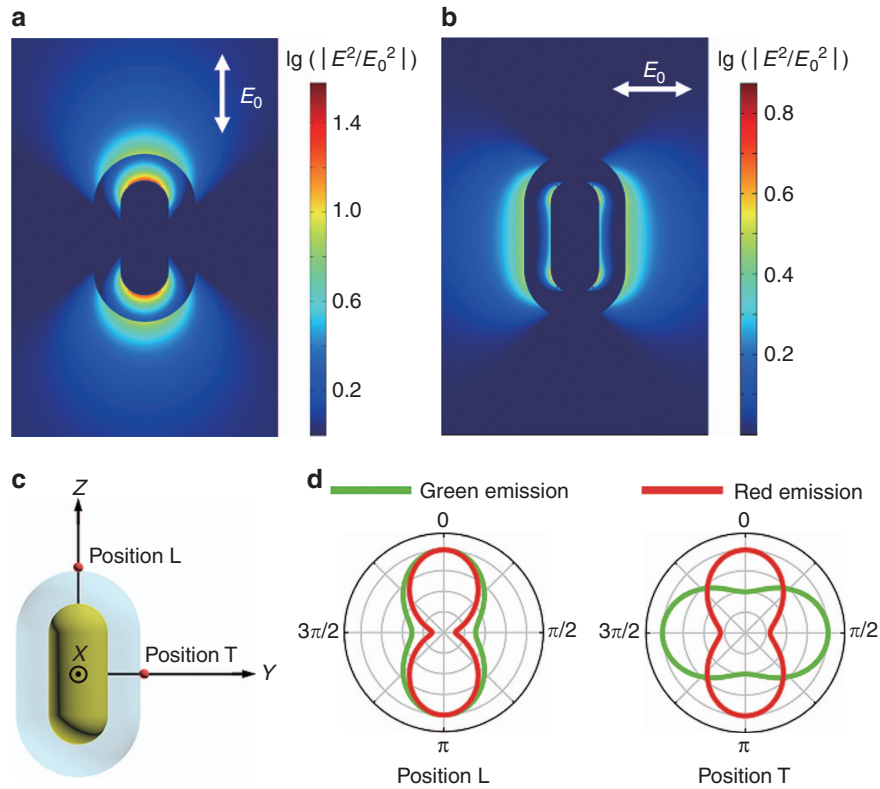 a
lg (|E²/E₀²|)
E₀
1.4
1.0
0.6
0.2
b
lg (|E²/E₀²|)
E₀
0.8
0.6
0.4
0.2
c
Z
Position L
X
Position T
Y
d
Green emission
Red emission
0
3π/2
π/2
π
Position L
0
3π/2
π/2
π
Position T